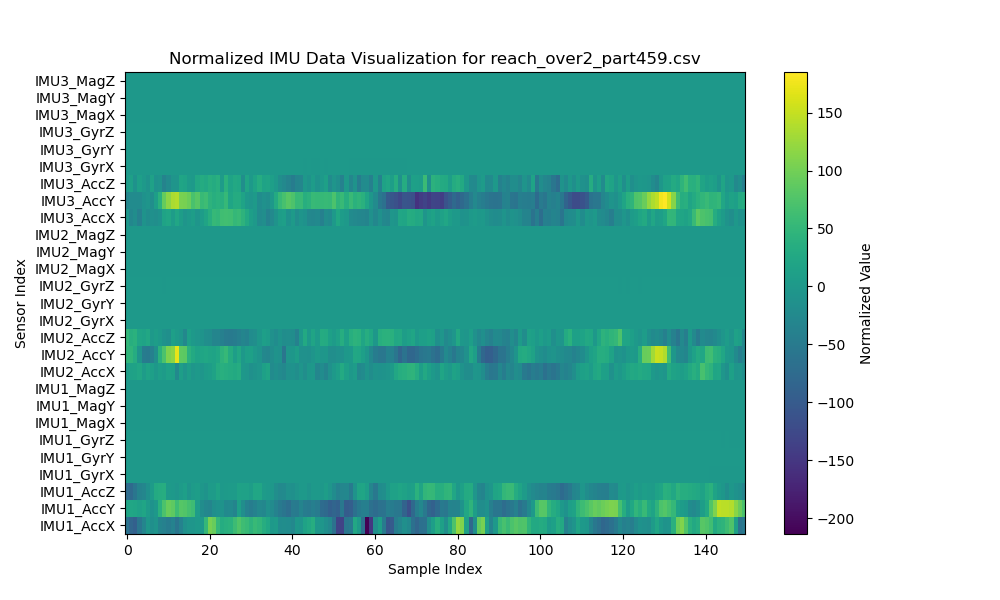 Normalized IMU Data Visualization for reach_over2_part459.csv
IMU3_MagZ
IMU3_MagY
IMU3_MagX
IMU3_GyrZ
IMU3_GyrY
IMU3_GyrX
IMU3_AccZ
IMU3_AccY
IMU3_AccX
IMU2_MagZ
IMU2_MagY
IMU2_MagX
IMU2_GyrZ
IMU2_GyrY
IMU2_GyrX
IMU2_AccZ
IMU2_AccY
IMU2_AccX
IMU1_MagZ
IMU1_MagY
IMU1_MagX
IMU1_GyrZ
IMU1_GyrY
IMU1_GyrX
IMU1_AccZ
IMU1_AccY
IMU1_AccX
Sensor Index
0 20 40 60 80 100 120 140
Sample Index
150
100
50
0
−50
−100
−150
−200
Normalized Value